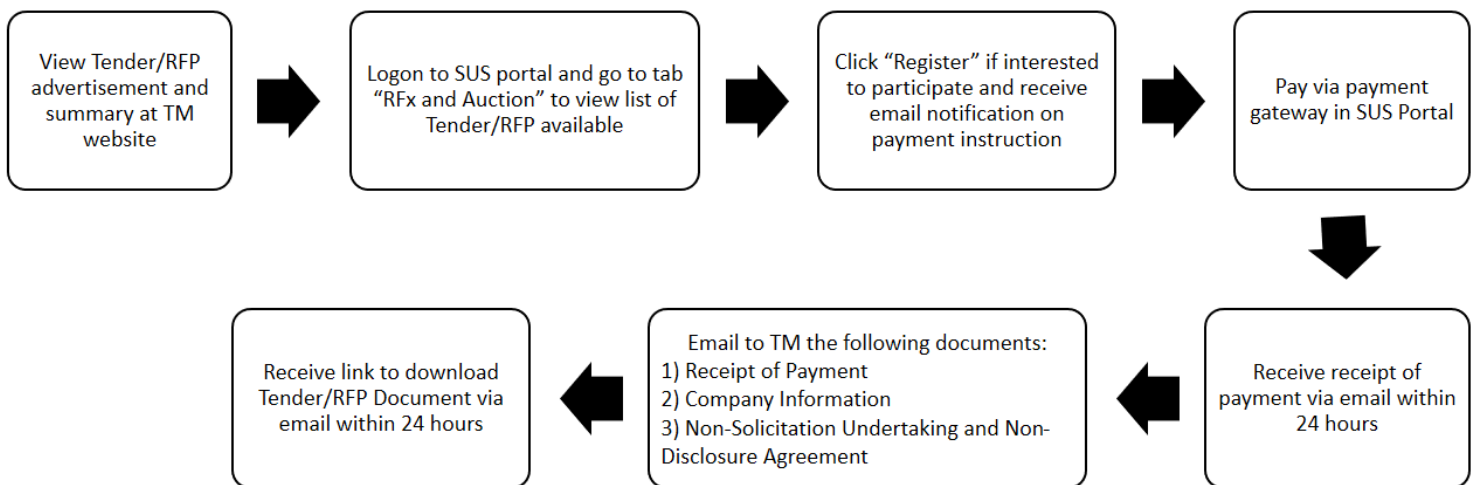 View Tender/RFP
advertisement and
summary at TM
website
Logon to SUS portal and go to tab
“RFx and Auction” to view list of
Tender/RFP available
Click “Register” if interested
to participate and receive
email notification on
payment instruction
Pay via payment
gateway in SUS Portal
Receive receipt of
payment via email within
24 hours
Email to TM the following documents:
1) Receipt of Payment
2) Company Information
3) Non-Solicitation Undertaking and Non-
Disclosure Agreement
Receive link to download
Tender/RFP Document via
email within 24 hours